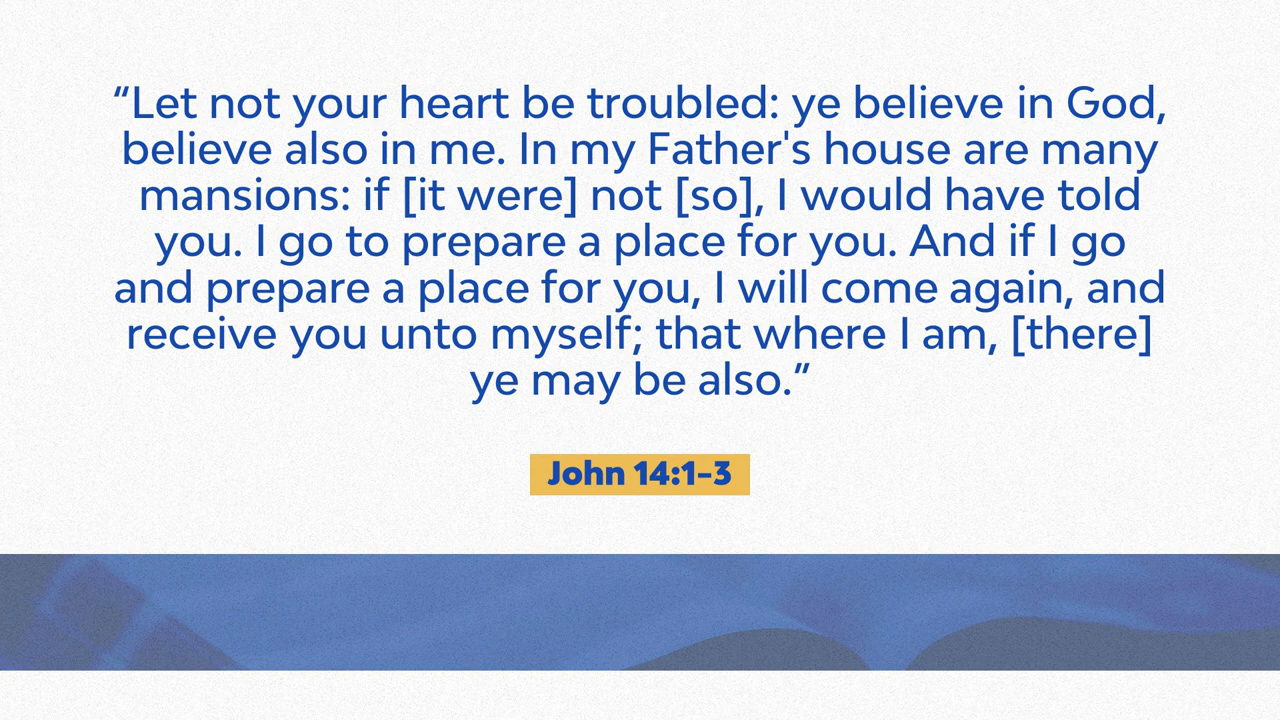 “Let not your heart be troubled: ye believe in God,
believe also in me. In my Father's house are many
mansions: if [it were] not [so], I would have told
you. I go to prepare a place for you. And if I go
and prepare a place for you, I will come again, and
receive you unto myself; that where I am, [there]
ye may be also.”
John 14:1–3